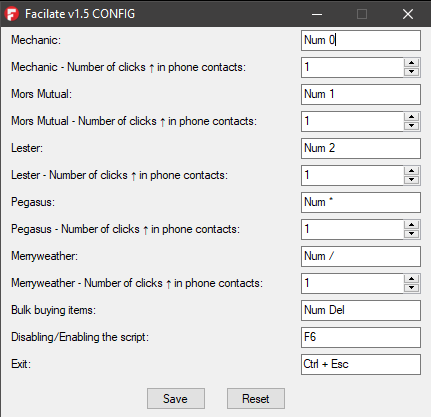 Facilate v1.5 CONFIG
Mechanic: Num 0
Mechanic - Number of clicks ↑ in phone contacts: 1
Mors Mutual: Num 1
Mors Mutual - Number of clicks ↑ in phone contacts: 1
Lester: Num 2
Lester - Number of clicks ↑ in phone contacts: 1
Pegasus: Num *
Pegasus - Number of clicks ↑ in phone contacts: 1
Merryweather: Num /
Merryweather - Number of clicks ↑ in phone contacts: 1
Bulk buying items: Num Del
Disabling/Enabling the script: F6
Exit: Ctrl + Esc
Save Reset